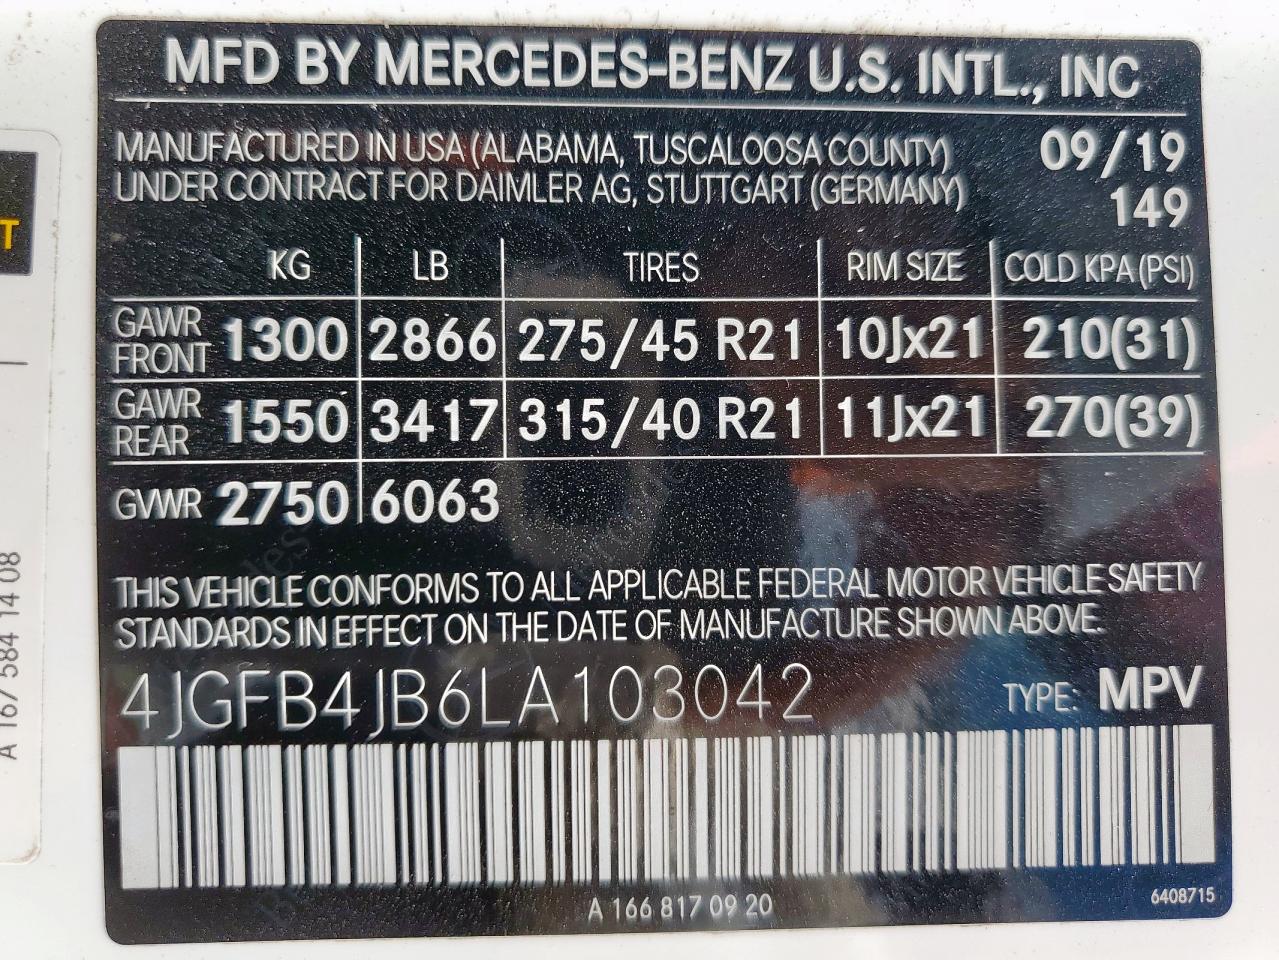 MFD BY MERCEDES-BENZ U.S. INTL., INC
MANUFACTURED IN USA (ALABAMA, TUSCALOOSA COUNTY) 09/19
UNDER CONTRACT FOR DAIMLER AG, STUTTGART (GERMANY) 149
KG LB TIRES RIM SIZE COLD KPA (PSI)
GAWR FRONT 1300 2866 275/45 R21 10Jx21 210(31)
GAWR REAR 1550 3417 315/40 R21 11Jx21 270(39)
GVWR 2750 6063
THIS VEHICLE CONFORMS TO ALL APPLICABLE FEDERAL MOTOR VEHICLE SAFETY
STANDARDS IN EFFECT ON THE DATE OF MANUFACTURE SHOWN ABOVE.
4JGFB4JB6LA103042 TYPE: MPV
A 166 817 09 20
6408715
T
A 167 584 14 08